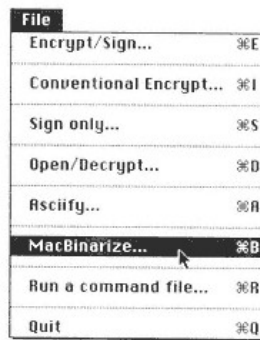 File
Encrypt/Sign... ⌘E
Conventional Encrypt... ⌘I
Sign only... ⌘S
Open/Decrypt... ⌘D
Asciify... ⌘A
MacBinarize... ⌘B
Run a command file... ⌘R
Quit ⌘Q